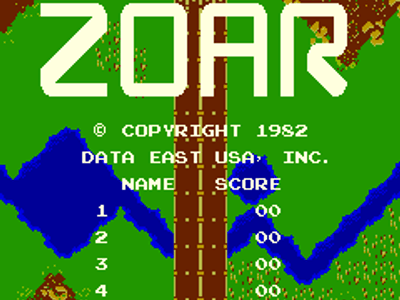 ZOAR
© COPYRIGHT 1982
DATA EAST USA, INC.
NAME SCORE
1 00
2 00
3 00
4 00